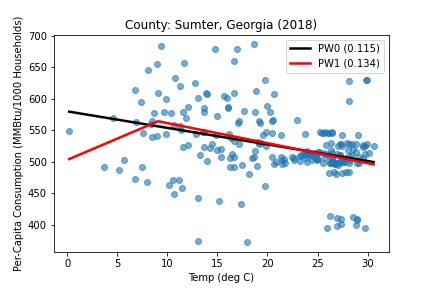 County: Sumter, Georgia (2018)
Per-Capita Consumption (MMBtu/1000 Households)
700
650
600
550
500
450
400
PW0 (0.115)
PW1 (0.134)
0 5 10 15 20 25 30
Temp (deg C)